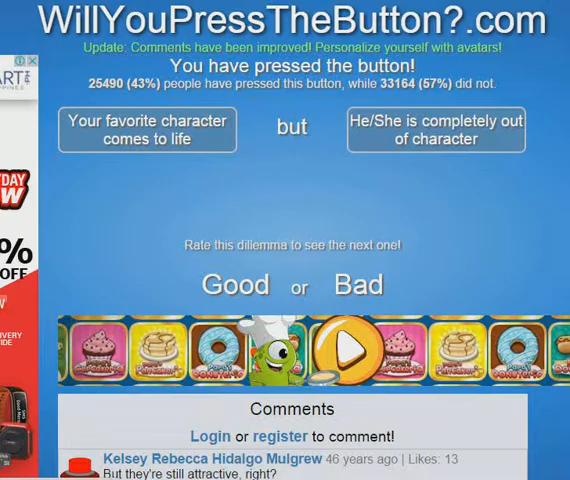 WillYouPressTheButton?.com
Update: Comments have been improved! Personalize yourself with avatars!
You have pressed the button!
25490 (43%) people have pressed this button, while 33164 (57%) did not.
Your favorite character
comes to life
but
He/She is completely out
of character
Rate this dillemma to see the next one!
Good or Bad
Comments
Login or register to comment!
Kelsey Rebecca Hidalgo Mulgrew 46 years ago | Likes: 13
But they're still attractive, right?
%
OFF